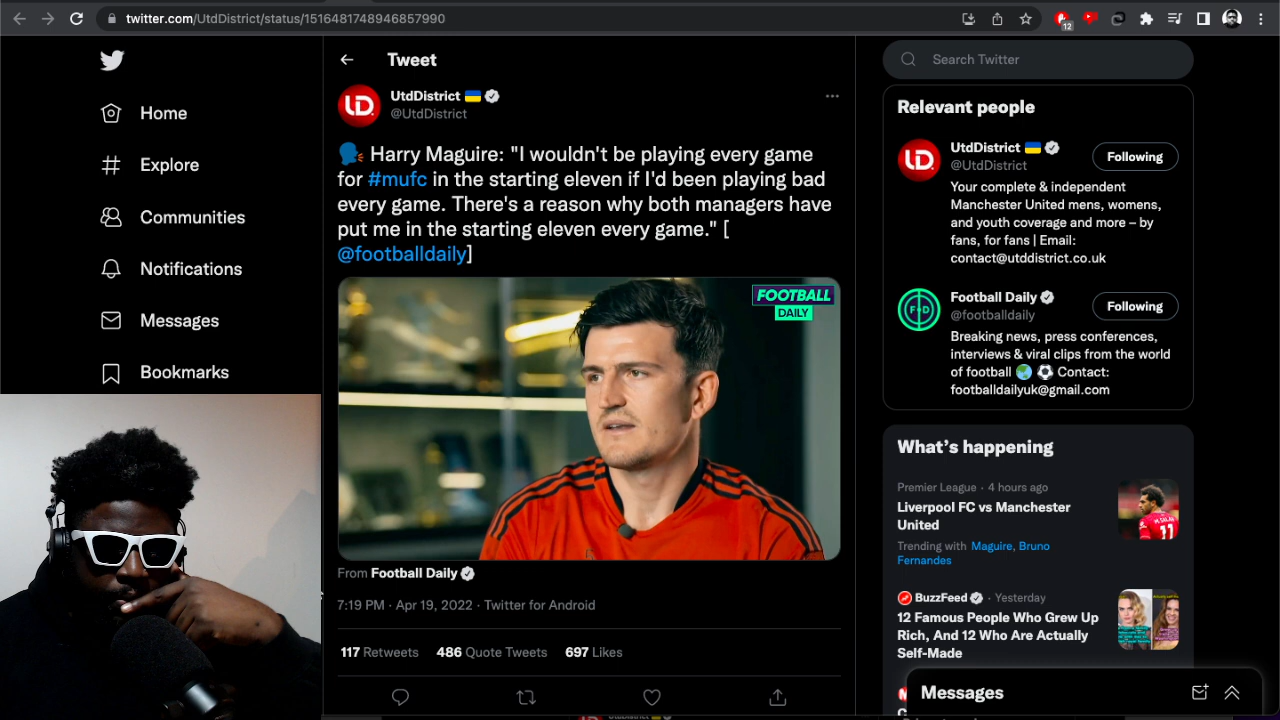 twitter.com/UtdDistrict/status/1516481748946857990
12
Home
Explore
Communities
Notifications
Messages
Bookmarks
Tweet
UD.
UtdDistrict
@UtdDistrict
Harry Maguire: "I wouldn't be playing every game
for #mufc in the starting eleven if I'd been playing bad
every game. There's a reason why both managers have
put me in the starting eleven every game." [
@footballdaily]
FOOTBALL
DAILY
From Football Daily
7:19 PM · Apr 19, 2022 · Twitter for Android
117 Retweets 486 Quote Tweets 697 Likes
Search Twitter
Relevant people
UD.
UtdDistrict
@UtdDistrict
Following
Your complete & independent
Manchester United mens, womens,
and youth coverage and more – by
fans, for fans | Email:
contact@utddistrict.co.uk
F D
Football Daily
@footballdaily
Following
Breaking news, press conferences,
interviews & viral clips from the world
of football Contact:
footballdailyuk@gmail.com
What's happening
Premier League · 4 hours ago
Liverpool FC vs Manchester
United
Trending with Maguire, Bruno
Fernandes
M. SALAH
11
BuzzFeed · Yesterday
12 Famous People Who Grew Up
Rich, And 12 Who Are Actually
Self-Made
Messages